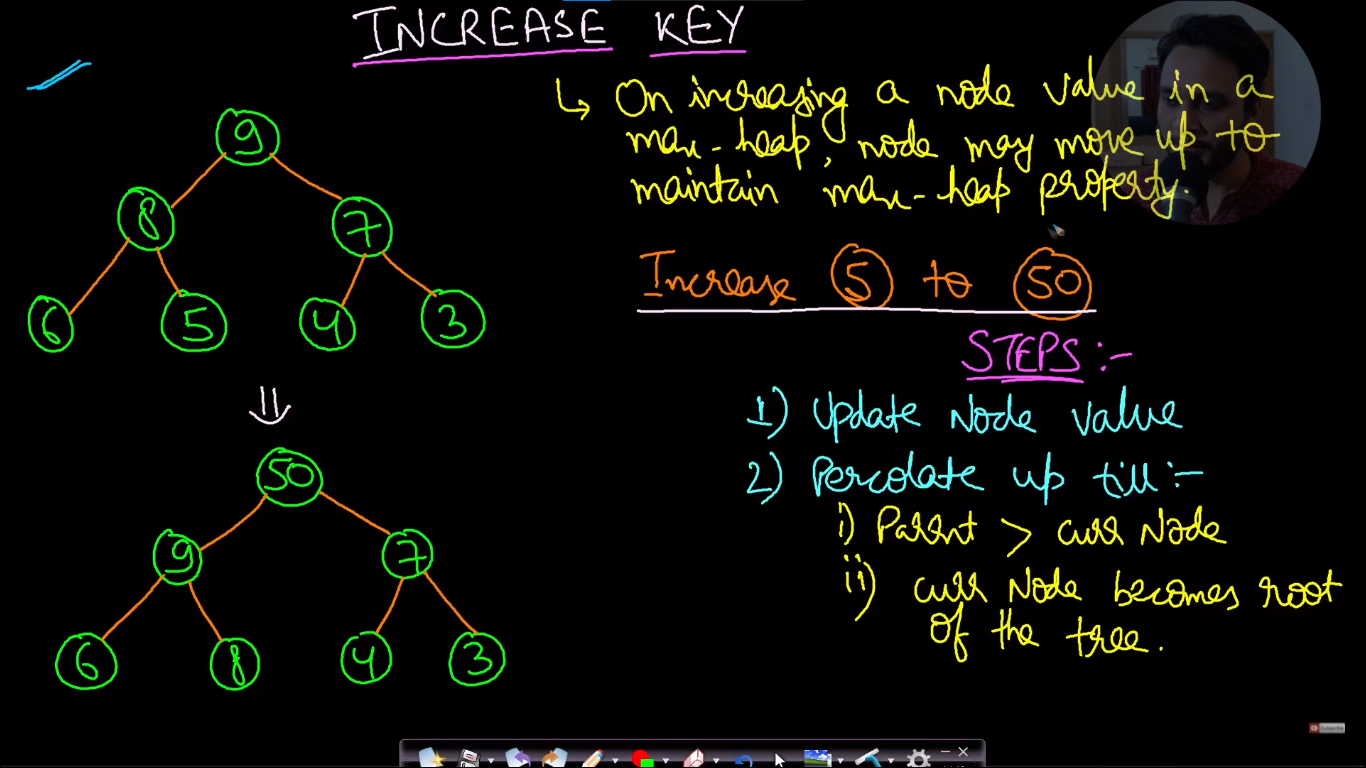 INCREASE KEY
↳ On increasing a node value in a
max-heap, node may move up to
maintain max-heap property.
9
8 7
6 5 4 3
Increase 5 to 50
STEPS :-
1) Update Node value
2) Percolate up till :-
i) Parent > curr Node
ii) curr Node becomes root
of the tree.
⇓
50
9 7
6 8 4 3
Subscribe